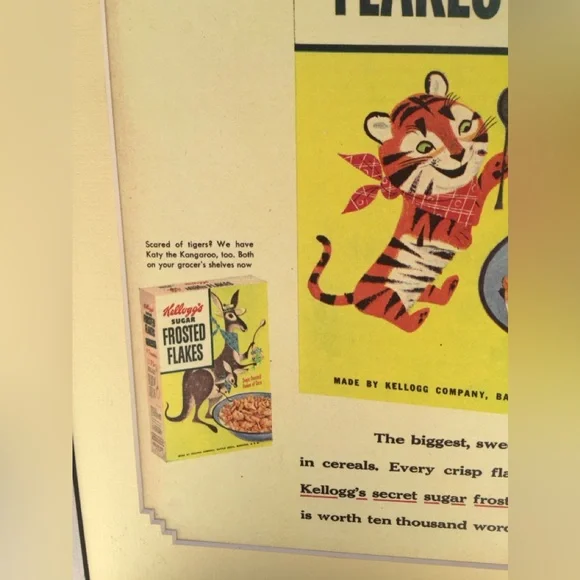 FLAKES
Scared of tigers? We have
Katy the Kangaroo, too. Both
on your grocer's shelves now
Kellogg's
SUGAR
FROSTED
FLAKES
MADE BY KELLOGG COMPANY, BA
The biggest, swe
in cereals. Every crisp fla
Kellogg's secret sugar frost
is worth ten thousand word